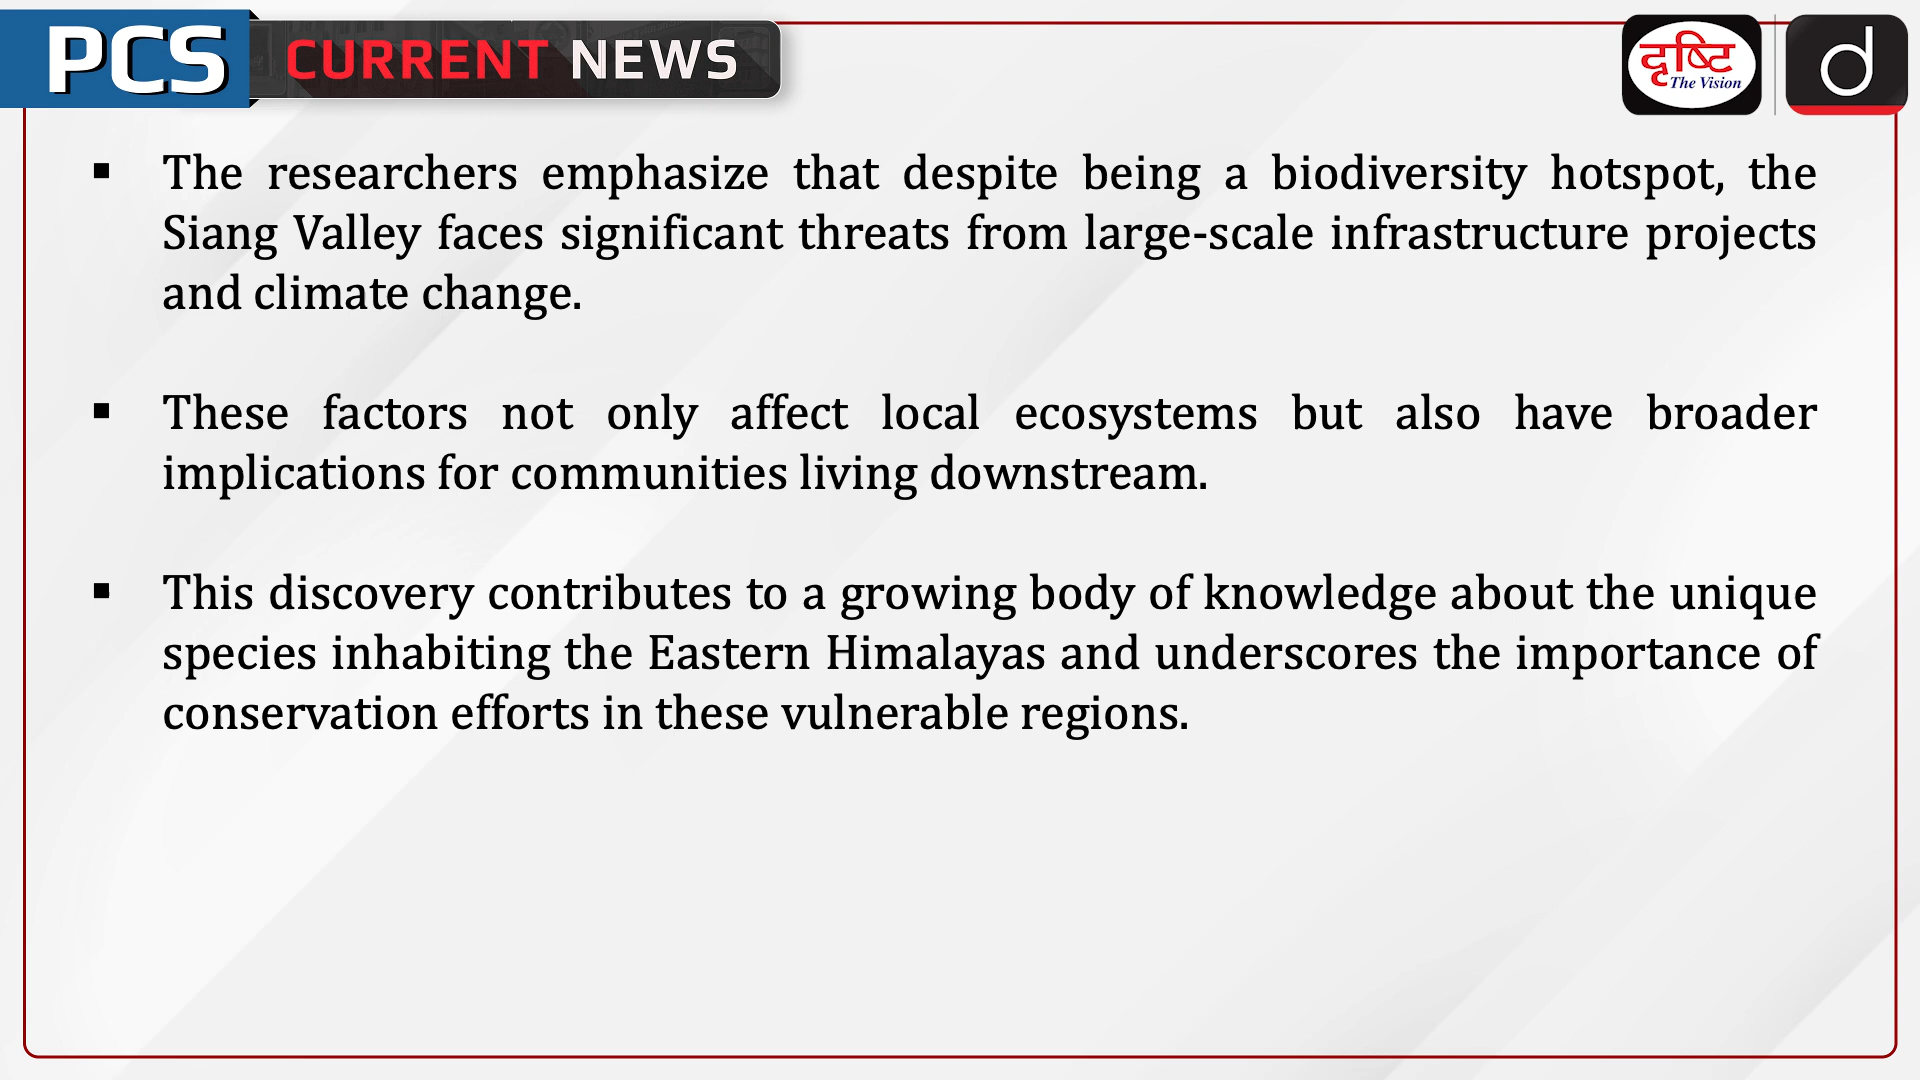 PCS CURRENT NEWS
दृष्टि
The Vision
d
▪ The researchers emphasize that despite being a biodiversity hotspot, the
Siang Valley faces significant threats from large-scale infrastructure projects
and climate change.
▪ These factors not only affect local ecosystems but also have broader
implications for communities living downstream.
▪ This discovery contributes to a growing body of knowledge about the unique
species inhabiting the Eastern Himalayas and underscores the importance of
conservation efforts in these vulnerable regions.